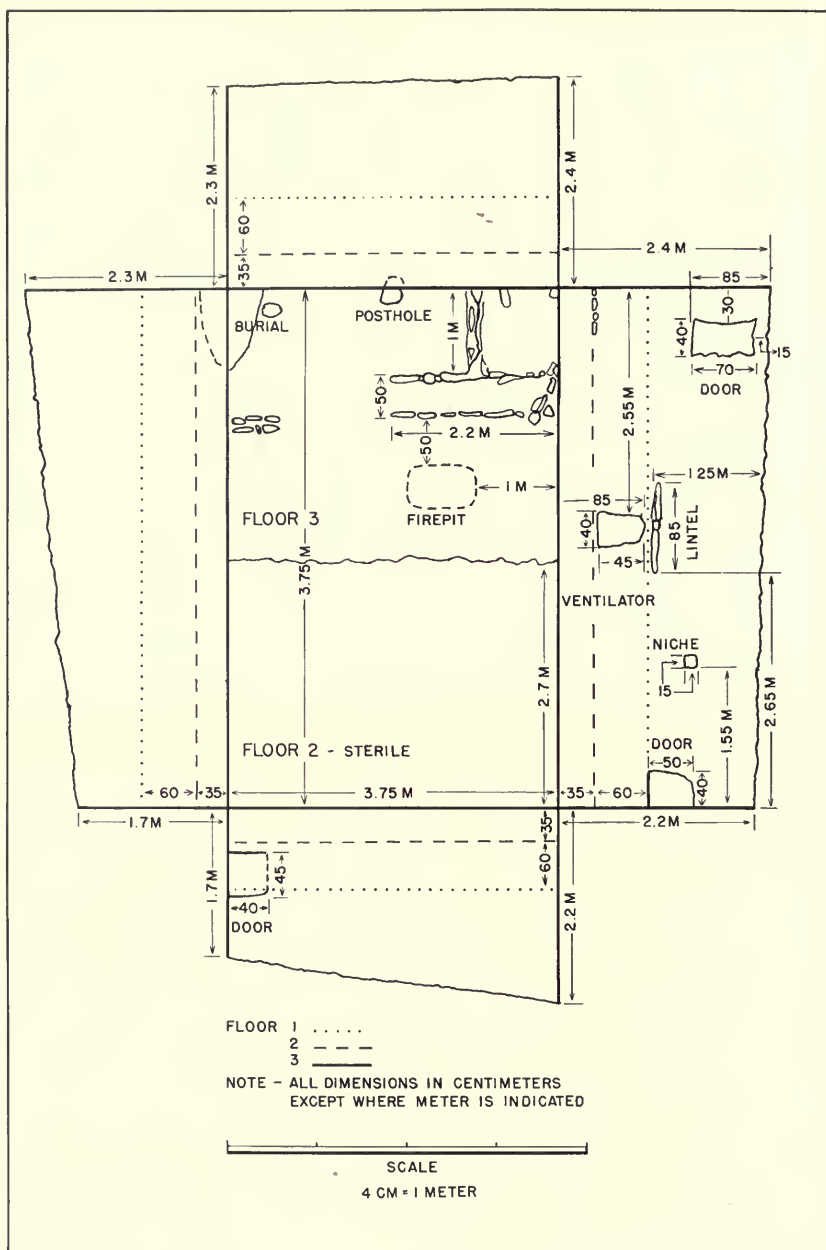 2.3 M
2.4 M
60
35
2.3 M
2.4 M
85
30
BURIAL
POSTHOLE
1M
40
15
70
DOOR
50
2.2 M
50
2.55 M
1.25 M
1 M
85
FLOOR 3
FIREPIT
40
45
85
LINTEL
3.75 M
VENTILATOR
NICHE
15
2.7 M
1.55 M
2.65 M
FLOOR 2 - STERILE
DOOR
50
40
60
35
3.75 M
35
60
1.7M
2.2 M
35
60
1.7M
45
40
DOOR
2.2 M
FLOOR 1 . . . . .
2 — — —
3 ———
NOTE - ALL DIMENSIONS IN CENTIMETERS
EXCEPT WHERE METER IS INDICATED
SCALE
4 CM = 1 METER